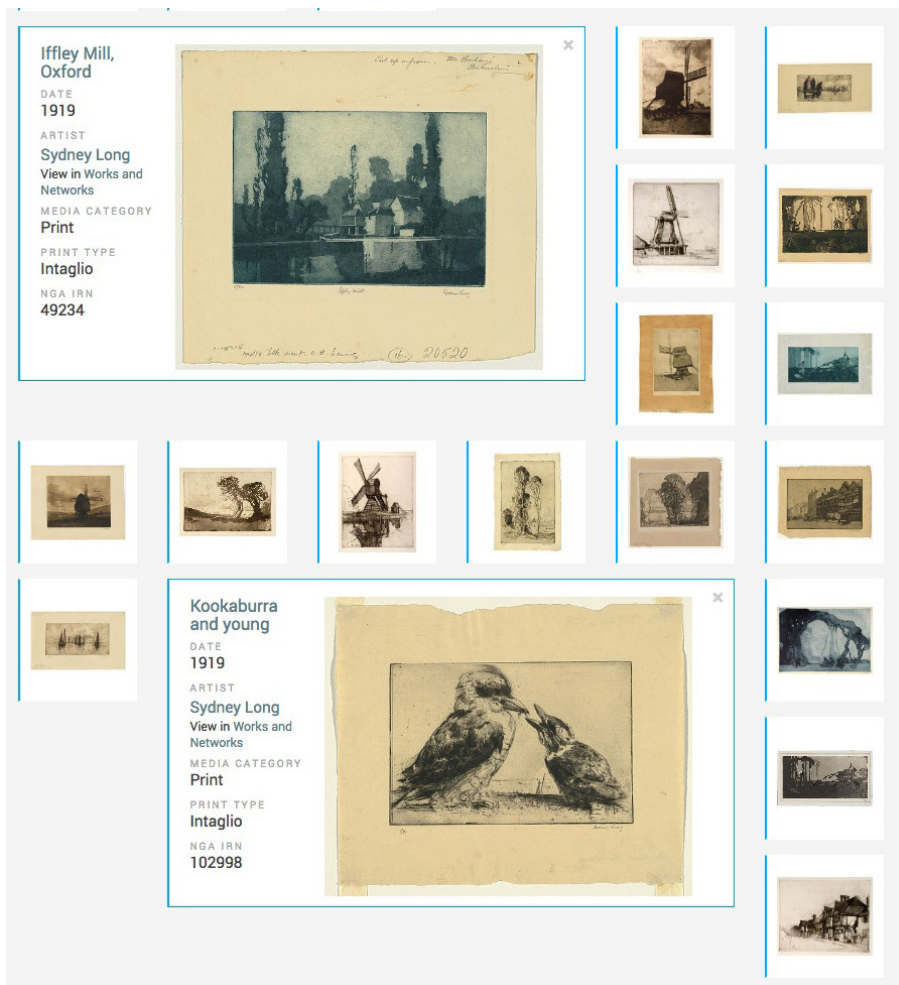 Iffley Mill,
Oxford
DATE
1919
ARTIST
Sydney Long
View in Works and
Networks
MEDIA CATEGORY
Print
PRINT TYPE
Intaglio
NGA IRN
49234
×
20520
Kookaburra
and young
DATE
1919
ARTIST
Sydney Long
View in Works and
Networks
MEDIA CATEGORY
Print
PRINT TYPE
Intaglio
NGA IRN
102998
×